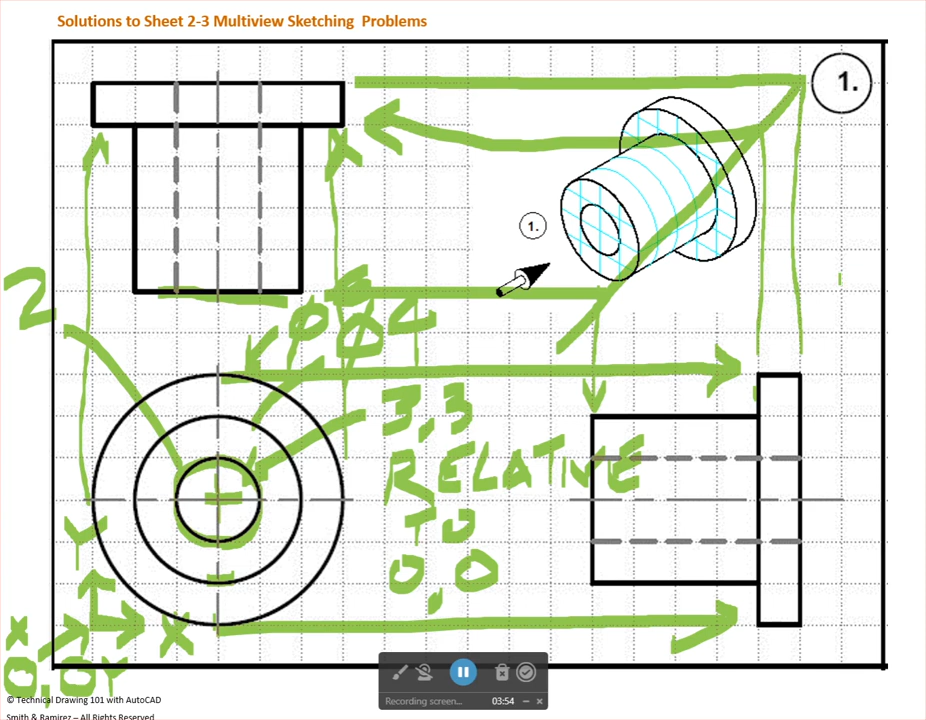 Solutions to Sheet 2-3 Multiview Sketching Problems
1.
1.
2
Ø6
Ø4
3,3
RELATIVE
TO
0,0
Y
X
X
0,0
Y
Recording screen...
03:54
© Technical Drawing 101 with AutoCAD
Smith & Ramirez – All Rights Reserved